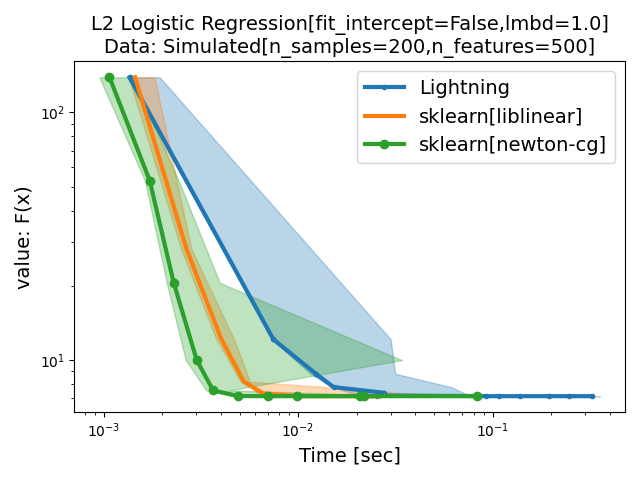 L2 Logistic Regression[fit_intercept=False,lmbd=1.0]
Data: Simulated[n_samples=200,n_features=500]
Lightning
sklearn[liblinear]
sklearn[newton-cg]
value: F(x)
10²
10¹
10⁻³
10⁻²
10⁻¹
Time [sec]